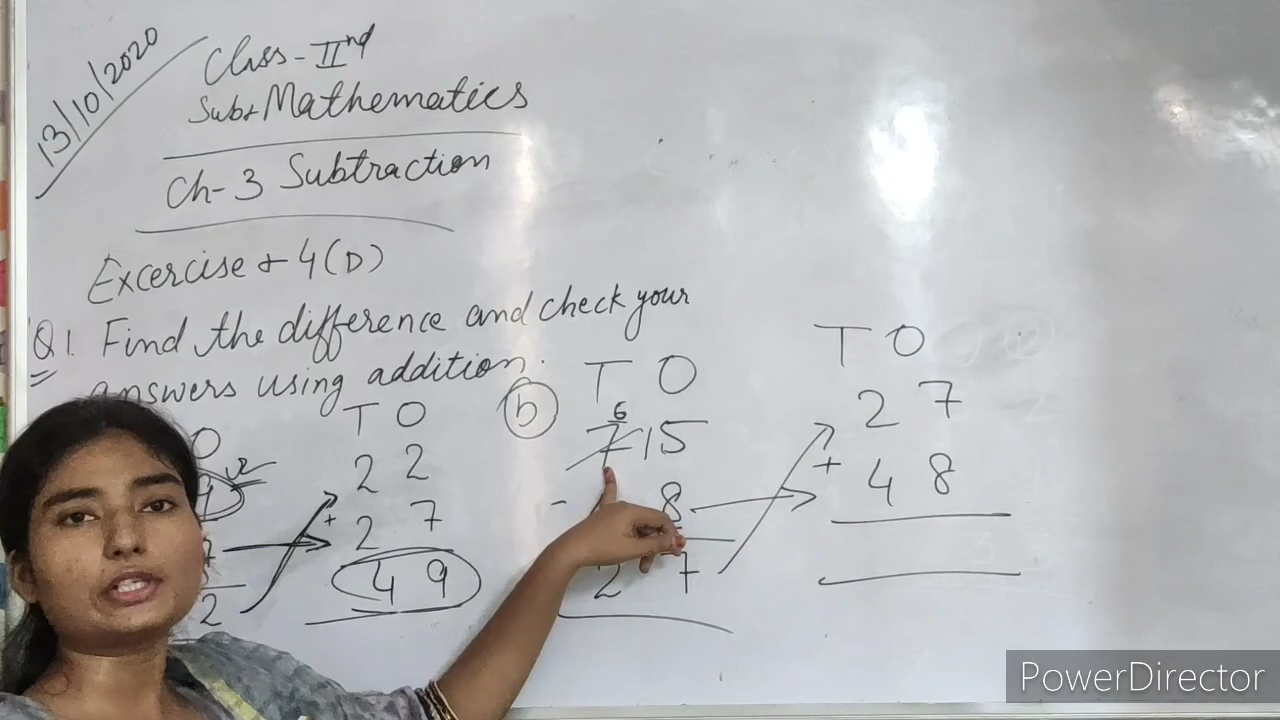 13/10/2020
Class-IInd
Sub+Mathematics
Ch-3 Subtraction
Excercise + 4(D)
Q1. Find the difference and check your
answers using addition.
O
2
T O
2 2
+ 2 7
4 9
b
T O
6
7 15
- 8
2 7
T O
2 7
+ 4 8
PowerDirector